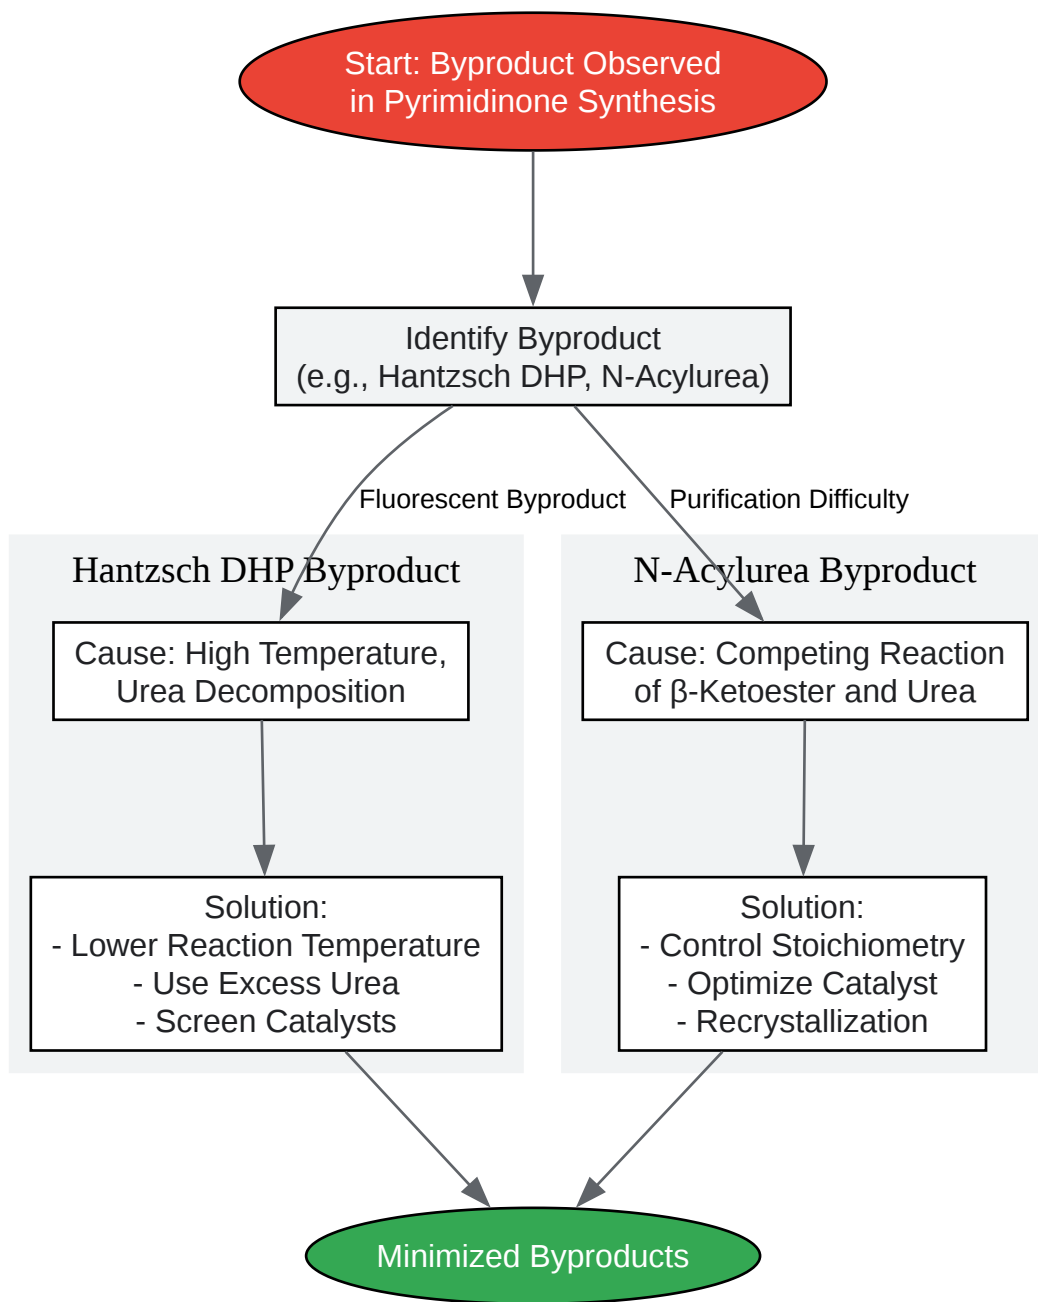 Start: Byproduct Observed
in Pyrimidinone Synthesis
Identify Byproduct
(e.g., Hantzsch DHP, N-Acylurea)
Fluorescent Byproduct
Purification Difficulty
Hantzsch DHP Byproduct
Cause: High Temperature,
Urea Decomposition
Solution:
- Lower Reaction Temperature
- Use Excess Urea
- Screen Catalysts
N-Acylurea Byproduct
Cause: Competing Reaction
of β-Ketoester and Urea
Solution:
- Control Stoichiometry
- Optimize Catalyst
- Recrystallization
Minimized Byproducts